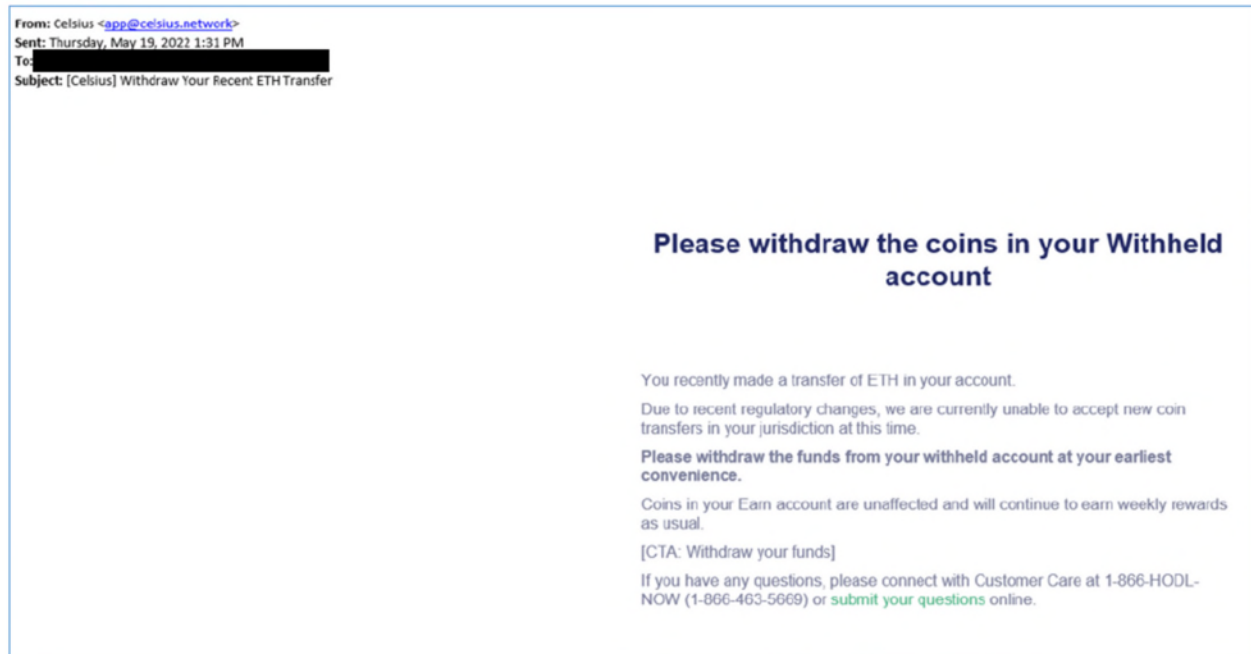 From: Celsius <app@celsius.network>
Sent: Thursday, May 19, 2022 1:31 PM
To:
Subject: [Celsius] Withdraw Your Recent ETH Transfer
Please withdraw the coins in your Withheld
account
You recently made a transfer of ETH in your account.
Due to recent regulatory changes, we are currently unable to accept new coin
transfers in your jurisdiction at this time.
Please withdraw the funds from your withheld account at your earliest
convenience.
Coins in your Earn account are unaffected and will continue to earn weekly rewards
as usual.
[CTA: Withdraw your funds]
If you have any questions, please connect with Customer Care at 1-866-HODL-
NOW (1-866-463-5669) or submit your questions online.